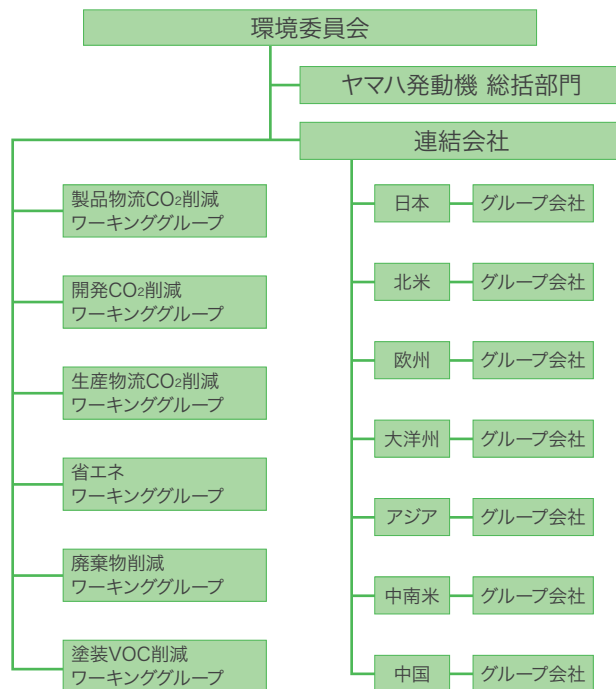 環境委員会
ヤマハ発動機 総括部門
連結会社
製品物流CO₂削減
ワーキンググループ
開発CO₂削減
ワーキンググループ
生産物流CO₂削減
ワーキンググループ
省エネ
ワーキンググループ
廃棄物削減
ワーキンググループ
塗装VOC削減
ワーキンググループ
日本 グループ会社
北米 グループ会社
欧州 グループ会社
大洋州 グループ会社
アジア グループ会社
中南米 グループ会社
中国 グループ会社